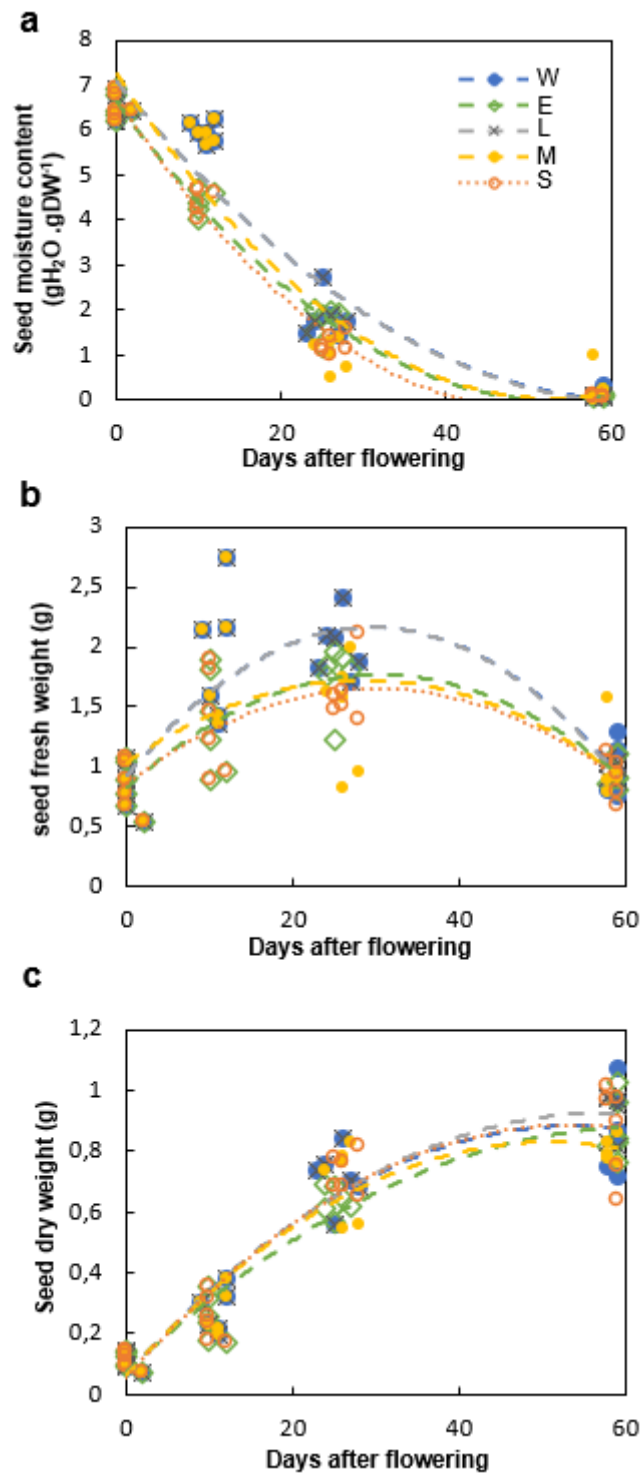 a
8
7
6
5
4
3
2
1
0
Seed moisture content
(gH₂O .gDW⁻¹)
W
E
L
M
S
0
20
40
60
Days after flowering
b
3
2,5
2
1,5
1
0,5
0
seed fresh weight (g)
0
20
40
60
Days after flowering
c
1,2
1
0,8
0,6
0,4
0,2
0
Seed dry weight (g)
0
20
40
60
Days after flowering